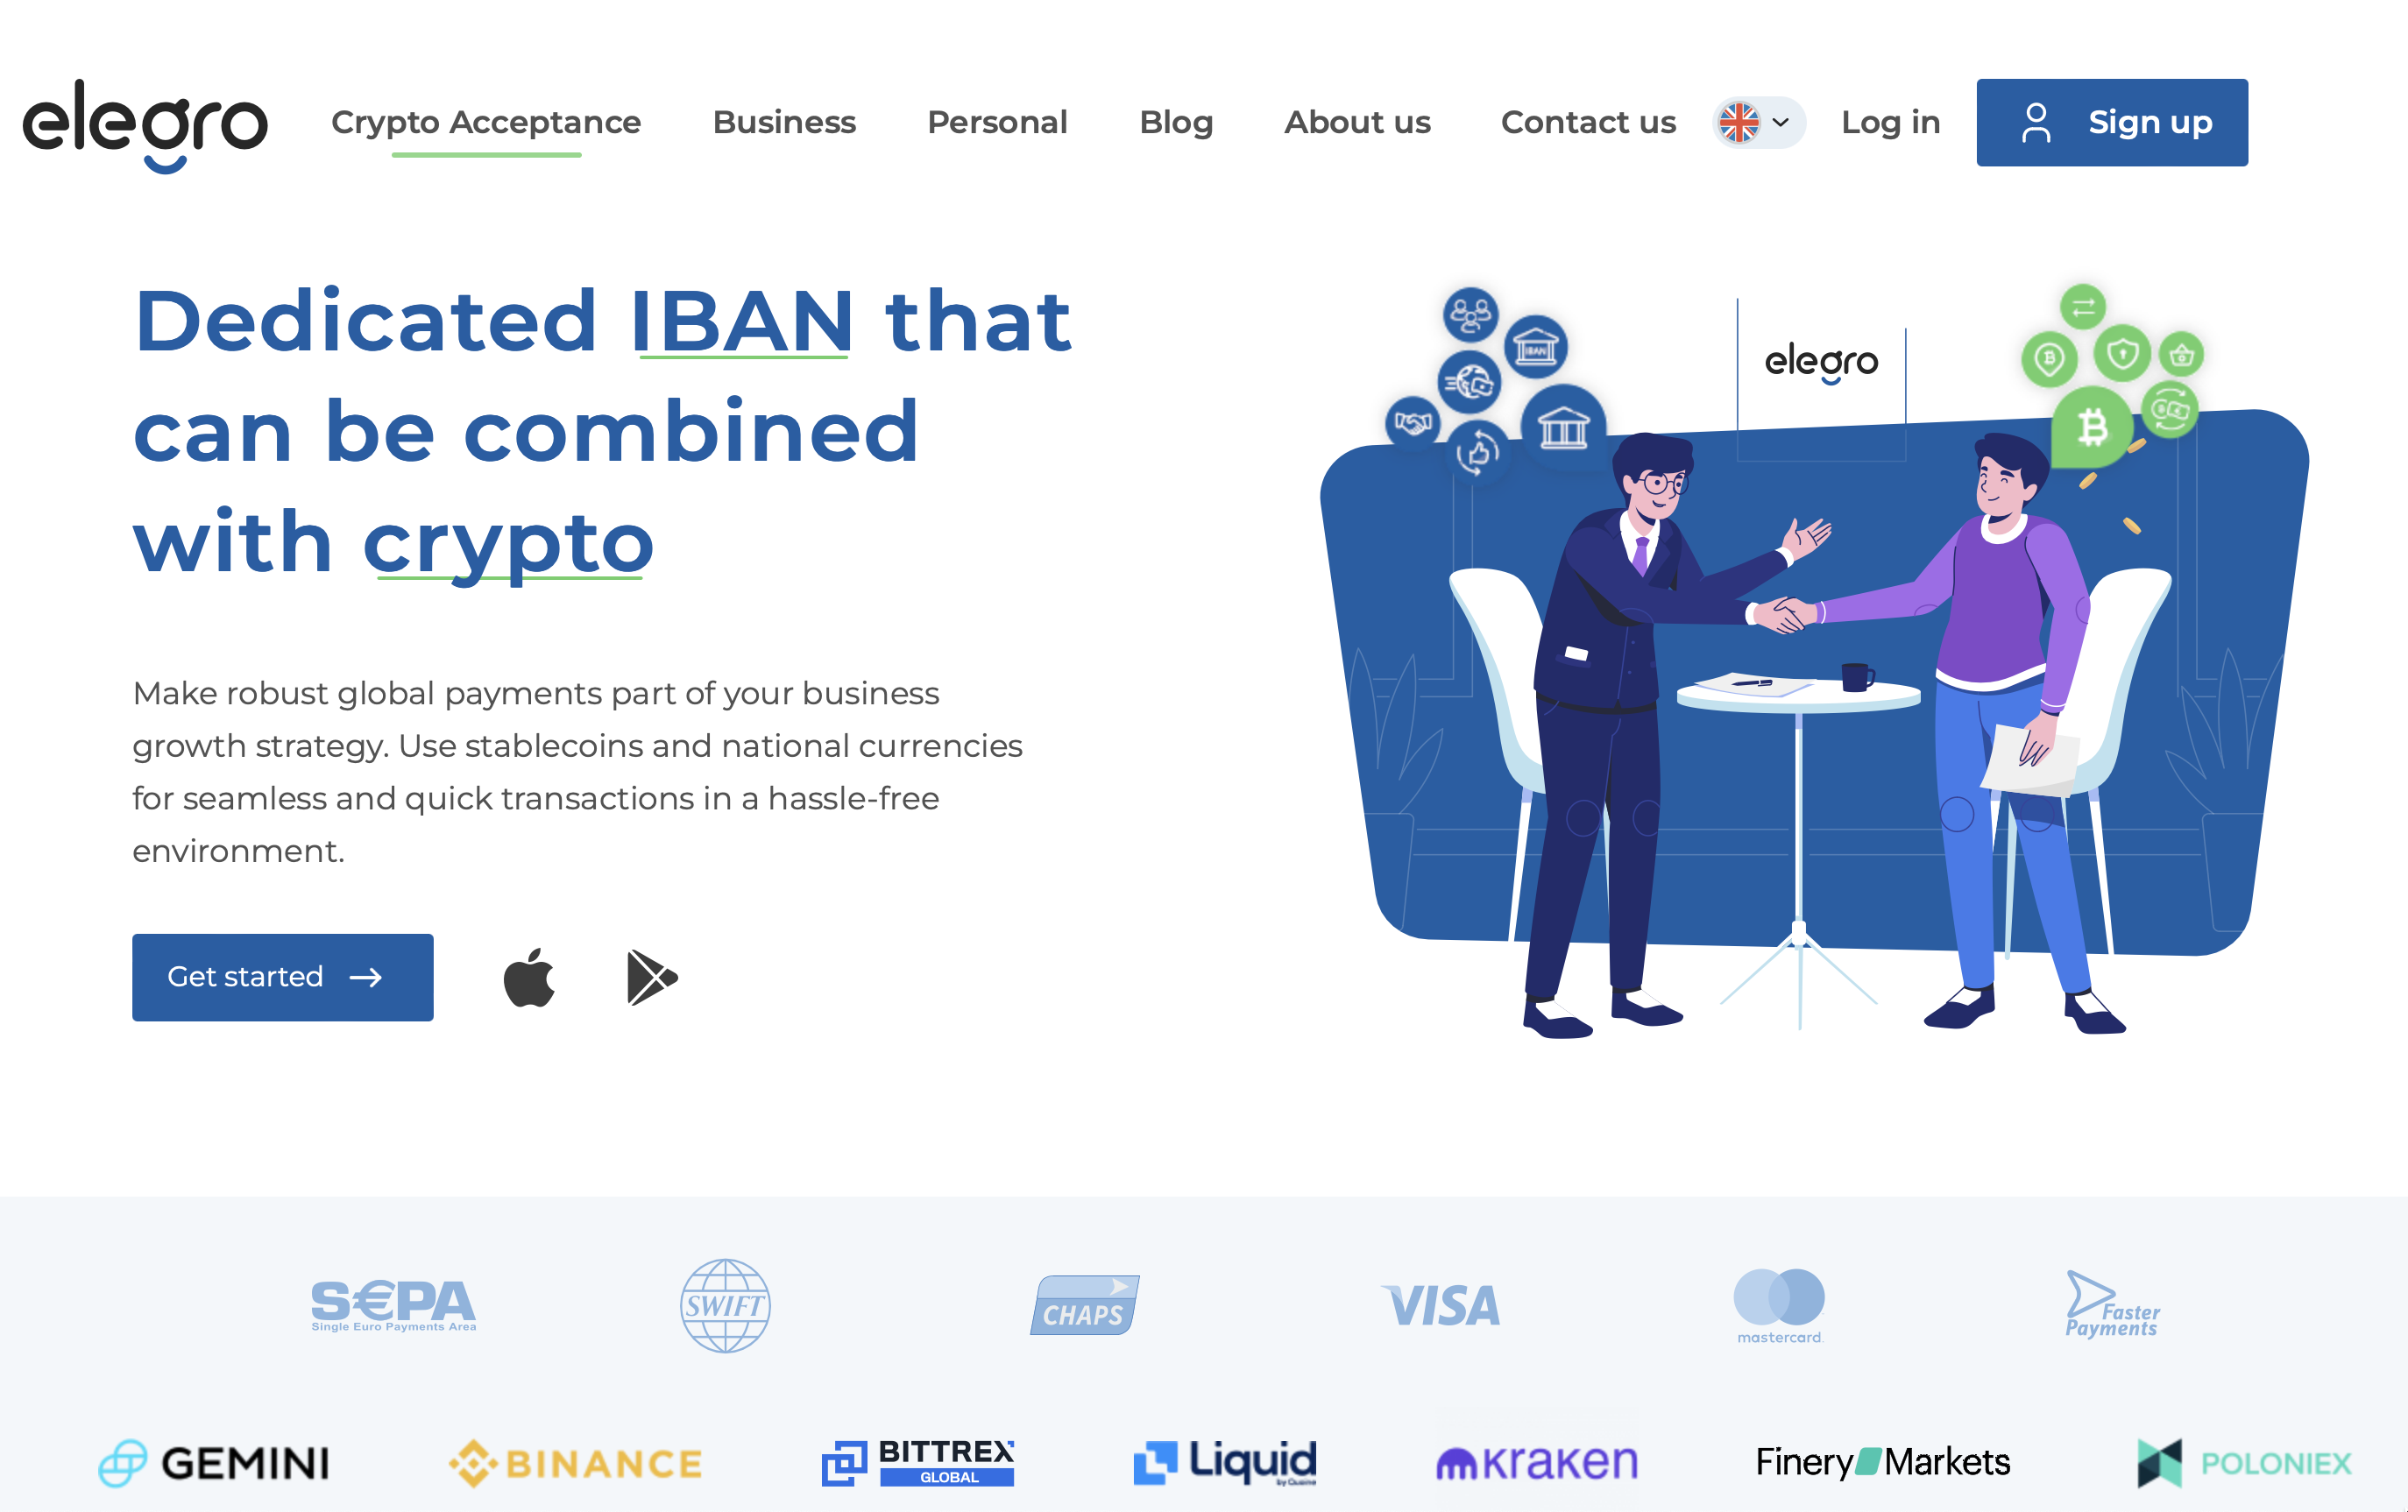 elegro
Crypto Acceptance
Business
Personal
Blog
About us
Contact us
Log in
Sign up
Dedicated IBAN that
can be combined
with crypto
Make robust global payments part of your business
growth strategy. Use stablecoins and national currencies
for seamless and quick transactions in a hassle-free
environment.
Get started
IBAN
elegro
S€PA
Single Euro Payments Area
SWIFT
CHAPS
VISA
mastercard.
Faster
Payments
GEMINI
BINANCE
BITTREX
GLOBAL
Liquid
by Quoine
kraken
Finery Markets
POLONIEX